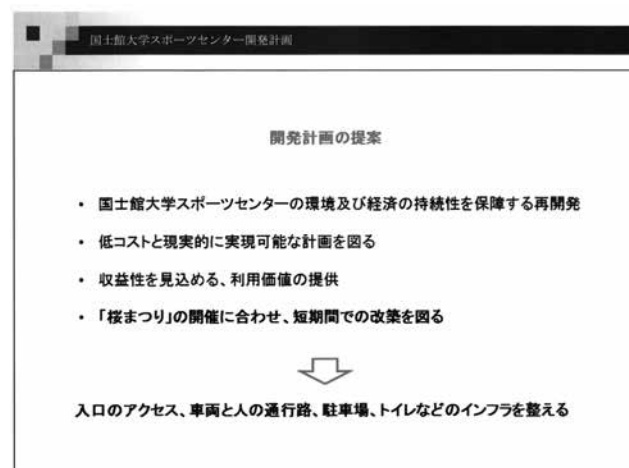 国士館大学スポーツセンター開発計画
開発計画の提案
• 国士館大学スポーツセンターの環境及び経済の持続性を保障する再開発
• 低コストと現実的に実現可能な計画を図る
• 収益性を見込める、利用価値の提供
• 「桜まつり」の開催に合わせ、短期間での改築を図る
入口のアクセス、車両と人の通行路、駐車場、トイレなどのインフラを整える